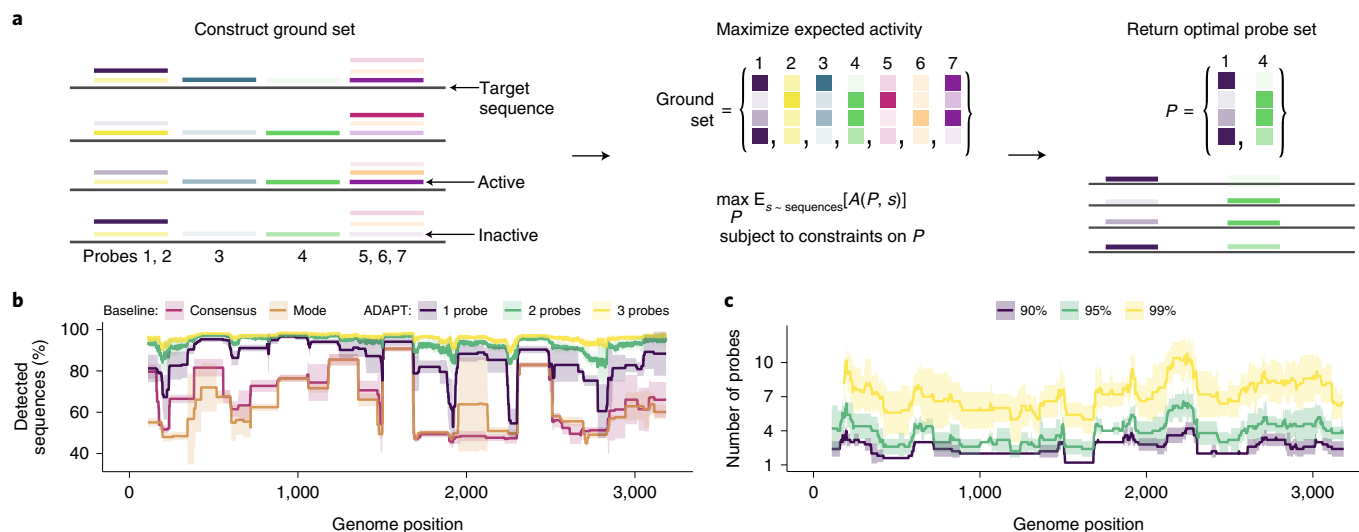 a
Construct ground set
Target
sequence
Active
Inactive
Probes 1, 2 3 4 5, 6, 7
Maximize expected activity
1 2 3 4 5 6 7
Ground
set
= { , , , , , , }
max E s ~ sequences[A(P, s)]
P
subject to constraints on P
Return optimal probe set
1 4
P = { , }
b
Baseline: Consensus Mode ADAPT: 1 probe 2 probes 3 probes
Detected
sequences (%)
100
80
60
40
0 1,000 2,000 3,000
Genome position
c
90% 95% 99%
Number of probes
10
7
4
1
0 1,000 2,000 3,000
Genome position